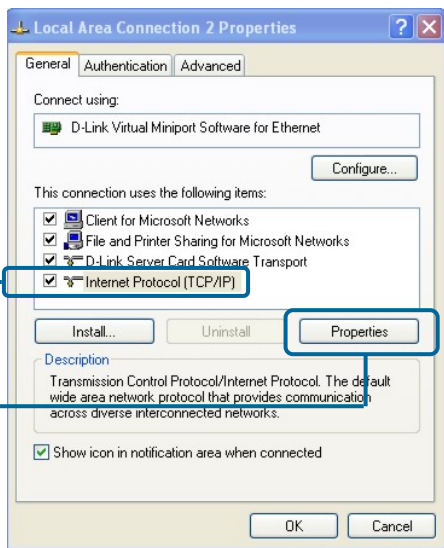 Local Area Connection 2 Properties
General Authentication Advanced
Connect using:
D-Link Virtual Miniport Software for Ethernet
Configure...
This connection uses the following items:
Client for Microsoft Networks
File and Printer Sharing for Microsoft Networks
D-Link Server Card Software Transport
Internet Protocol (TCP/IP)
Install... Uninstall Properties
Description
Transmission Control Protocol/Internet Protocol. The default
wide area network protocol that provides communication
across diverse interconnected networks.
Show icon in notification area when connected
OK Cancel